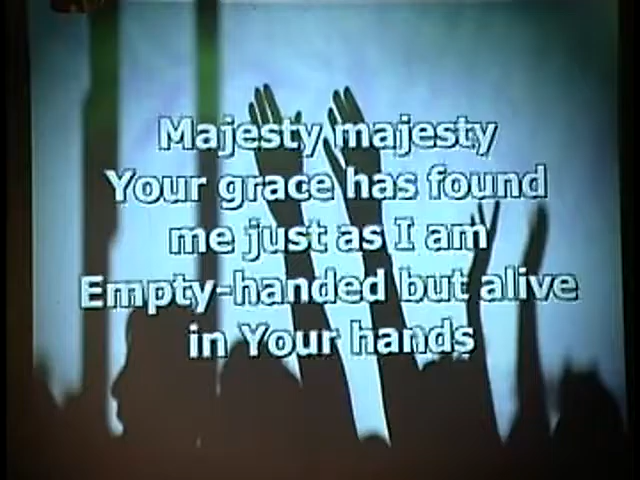 Majesty majesty
Your grace has found
me just as I am
Empty-handed but alive
in Your hands